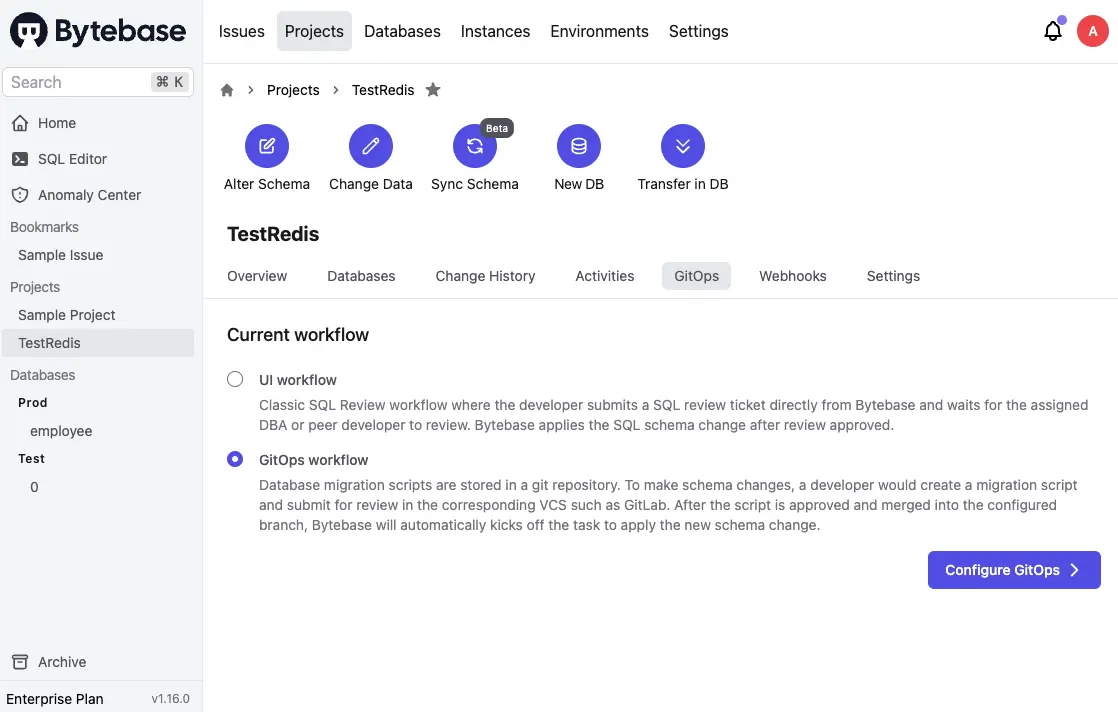 Bytebase
Issues Projects Databases Instances Environments Settings
A
Search ⌘ K
Home
SQL Editor
Anomaly Center
Bookmarks
Sample Issue
Projects
Sample Project
TestRedis
Databases
Prod
employee
Test
0
Archive
Enterprise Plan v1.16.0
Projects > TestRedis
Beta
Alter Schema Change Data Sync Schema New DB Transfer in DB
TestRedis
Overview Databases Change History Activities GitOps Webhooks Settings
Current workflow
UI workflow
Classic SQL Review workflow where the developer submits a SQL review ticket directly from Bytebase and waits for the assigned
DBA or peer developer to review. Bytebase applies the SQL schema change after review approved.
GitOps workflow
Database migration scripts are stored in a git repository. To make schema changes, a developer would create a migration script
and submit for review in the corresponding VCS such as GitLab. After the script is approved and merged into the configured
branch, Bytebase will automatically kicks off the task to apply the new schema change.
Configure GitOps